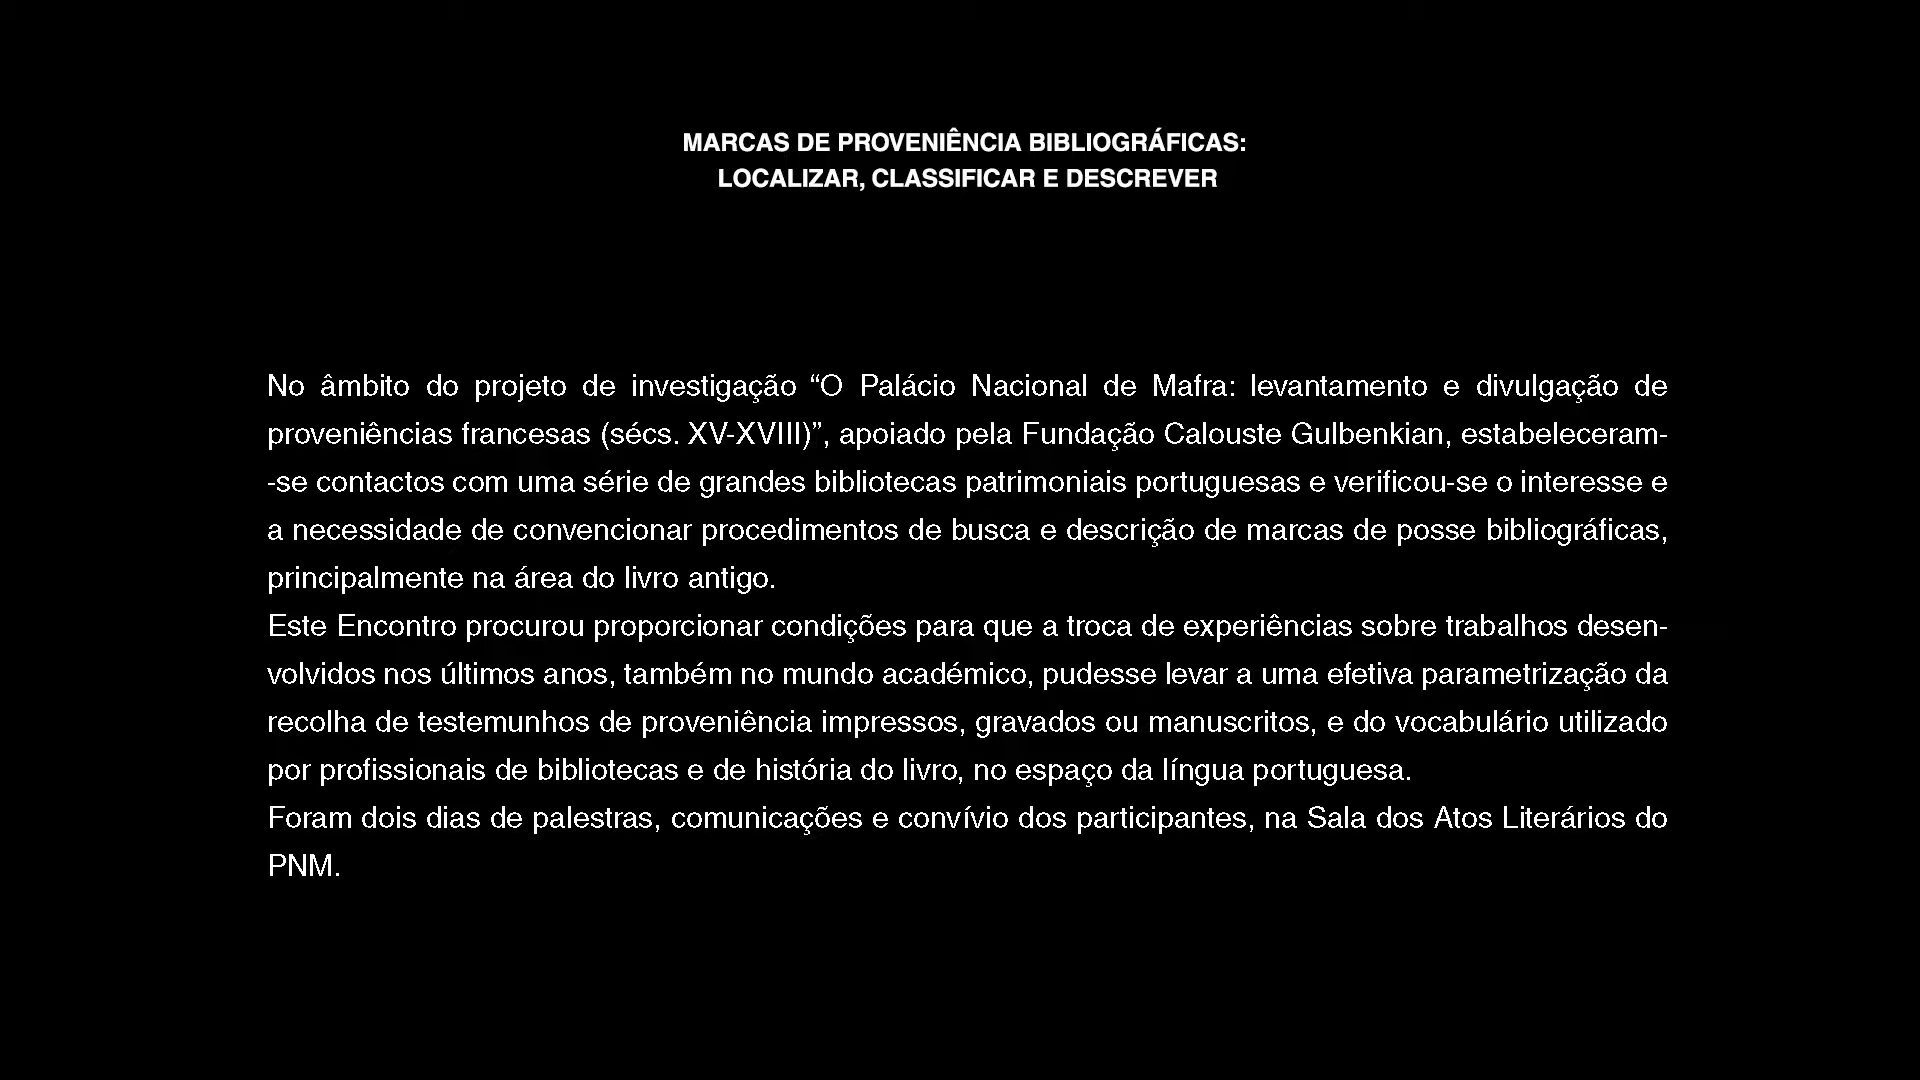 MARCAS DE PROVENIÊNCIA BIBLIOGRÁFICAS:
LOCALIZAR, CLASSIFICAR E DESCREVER
No âmbito do projeto de investigação “O Palácio Nacional de Mafra: levantamento e divulgação de
proveniências francesas (sécs. XV-XVIII)”, apoiado pela Fundação Calouste Gulbenkian, estabeleceram-
-se contactos com uma série de grandes bibliotecas patrimoniais portuguesas e verificou-se o interesse e
a necessidade de convencionar procedimentos de busca e descrição de marcas de posse bibliográficas,
principalmente na área do livro antigo.
Este Encontro procurou proporcionar condições para que a troca de experiências sobre trabalhos desen-
volvidos nos últimos anos, também no mundo académico, pudesse levar a uma efetiva parametrização da
recolha de testemunhos de proveniência impressos, gravados ou manuscritos, e do vocabulário utilizado
por profissionais de bibliotecas e de história do livro, no espaço da língua portuguesa.
Foram dois dias de palestras, comunicações e convívio dos participantes, na Sala dos Atos Literários do
PNM.